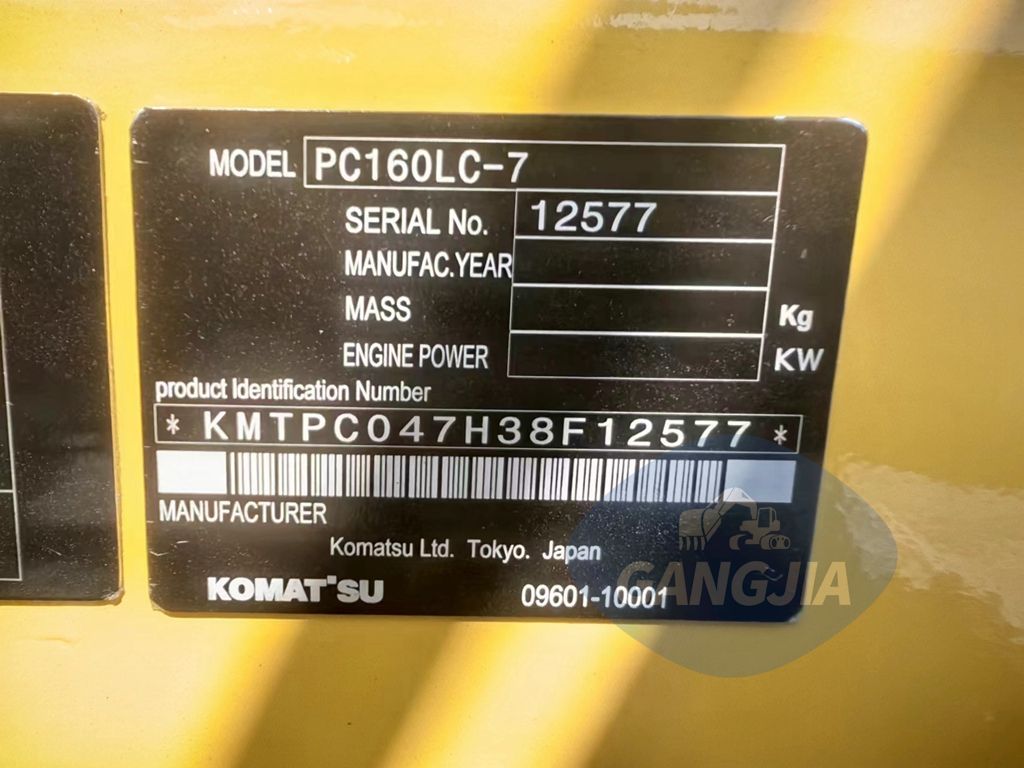 MODEL PC160LC-7
SERIAL No. 12577
MANUFAC.YEAR
MASS Kg
ENGINE POWER KW
product Identification Number
* KMTPC047H38F12577 *
MANUFACTURER
Komatsu Ltd. Tokyo. Japan
KOMATSU 09601-10001
GANGJIA